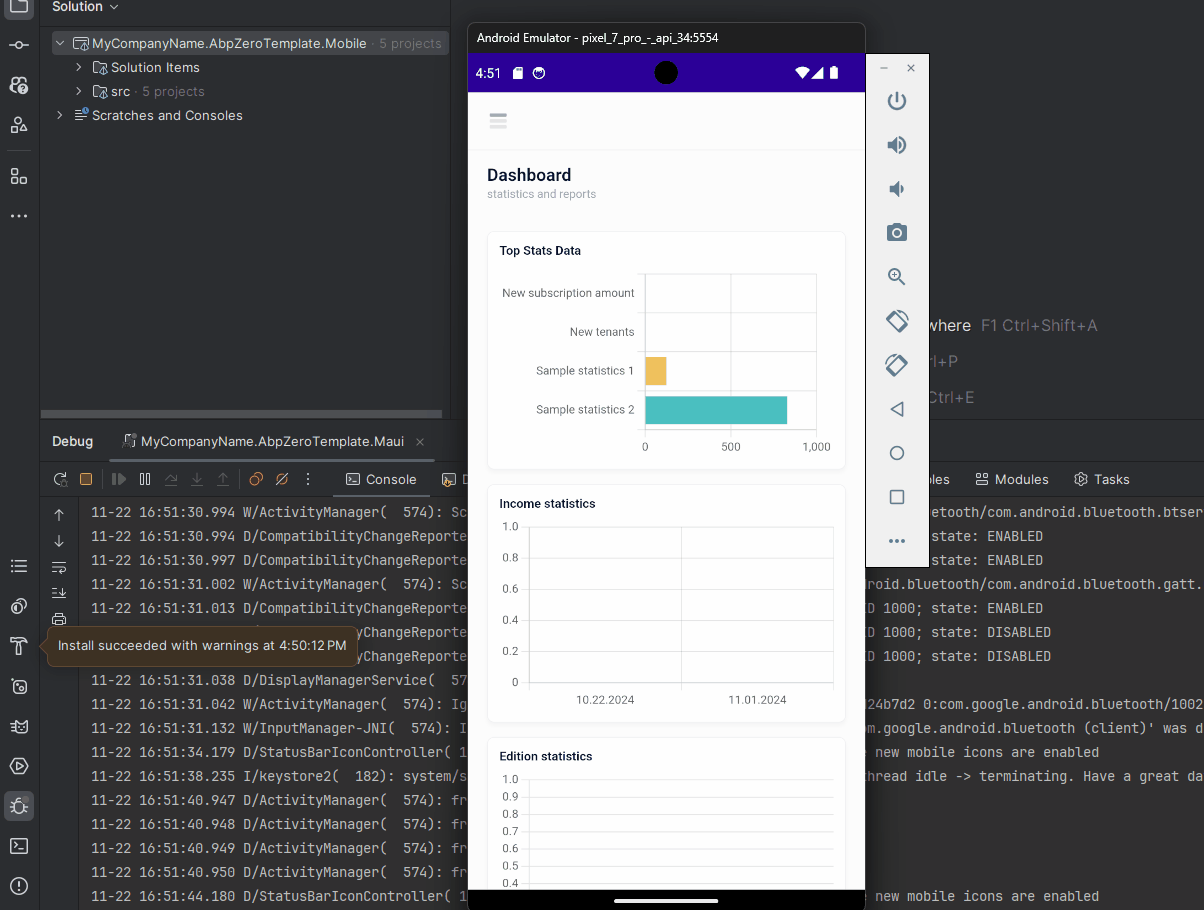 Solution
MyCompanyName.AbpZeroTemplate.Mobile · 5 projects
Solution Items
src · 5 projects
Scratches and Consoles
Android Emulator - pixel_7_pro_-_api_34:5554
4:51
Dashboard
statistics and reports
Top Stats Data
New subscription amount
New tenants
Sample statistics 1
Sample statistics 2
0 500 1,000
Income statistics
1.0
0.8
0.6
0.4
0.2
0
10.22.2024 11.01.2024
Edition statistics
1.0
0.9
0.8
0.7
0.6
0.5
0.4
where F1 Ctrl+Shift+A
rl+P
Ctrl+E
Debug MyCompanyName.AbpZeroTemplate.Maui
Console D les Modules Tasks
11-22 16:51:30.994 W/ActivityManager( 574): Sc etooth/com.android.bluetooth.btser
11-22 16:51:30.994 D/CompatibilityChangeReporte state: ENABLED
11-22 16:51:30.997 D/CompatibilityChangeReporte state: ENABLED
11-22 16:51:31.002 W/ActivityManager( 574): Sc roid.bluetooth/com.android.bluetooth.gatt.
11-22 16:51:31.013 D/CompatibilityChangeReporte D 1000; state: ENABLED
yChangeReporte D 1000; state: DISABLED
Install succeeded with warnings at 4:50:12 PM
yChangeReporte D 1000; state: DISABLED
11-22 16:51:31.038 D/DisplayManagerService( 57
11-22 16:51:31.042 W/ActivityManager( 574): Ig 24b7d2 0:com.google.android.bluetooth/1002
11-22 16:51:31.132 W/InputManager-JNI( 574): I m.google.android.bluetooth (client)' was d
11-22 16:51:34.179 D/StatusBarIconController( 1 new mobile icons are enabled
11-22 16:51:38.235 I/keystore2( 182): system/s hread idle -> terminating. Have a great da
11-22 16:51:40.947 D/ActivityManager( 574): fr
11-22 16:51:40.948 D/ActivityManager( 574): fr
11-22 16:51:40.949 D/ActivityManager( 574): fr
11-22 16:51:40.950 D/ActivityManager( 574): fr
11-22 16:51:44.180 D/StatusBarIconController( 1 new mobile icons are enabled